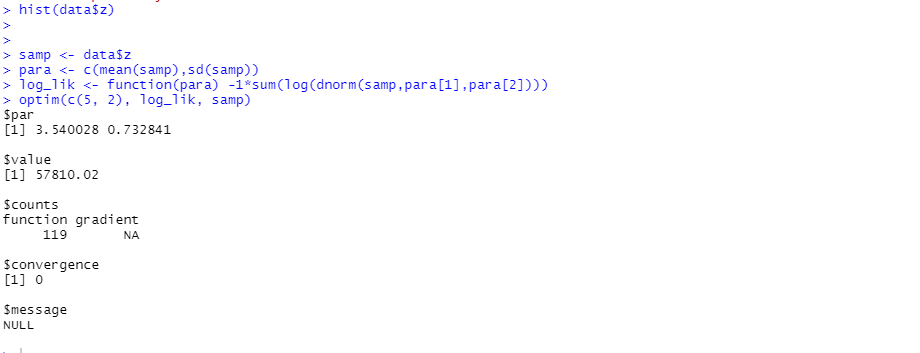 > hist(data$z)
>
>
> samp <- data$z
> para <- c(mean(samp),sd(samp))
> log_lik <- function(para) -1*sum(log(dnorm(samp,para[1],para[2])))
> optim(c(5, 2), log_lik, samp)
$par
[1] 3.540028 0.732841

$value
[1] 57810.02

$counts
function gradient
     119       NA

$convergence
[1] 0

$message
NULL